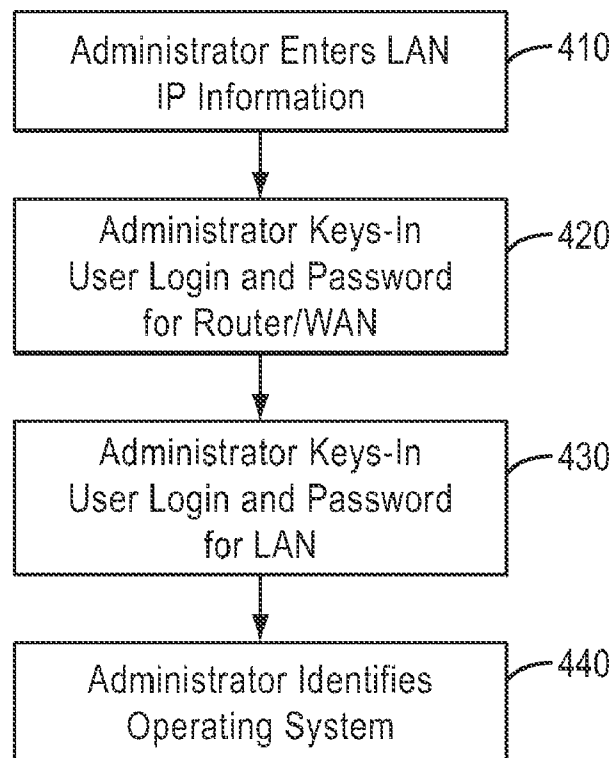 Administrator Enters LAN
IP Information
410
Administrator Keys-In
User Login and Password
for Router/WAN
420
Administrator Keys-In
User Login and Password
for LAN
430
Administrator Identifies
Operating System
440